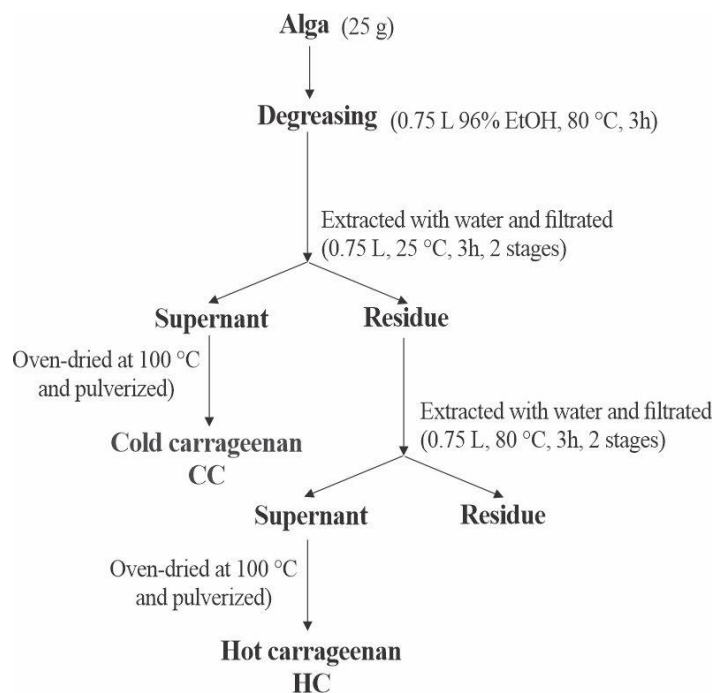 Alga (25 g)
Degreasing (0.75 L 96% EtOH, 80 °C, 3h)
Extracted with water and filtrated
(0.75 L, 25 °C, 3h, 2 stages)
Supernant Residue
Oven-dried at 100 °C
and pulverized)
Cold carrageenan
CC
Extracted with water and filtrated
(0.75L, 80 °C, 3h, 2 stages)
Supernant Residue
Oven-dried at 100 °C
and pulverized)
Hot carrageenan
HC